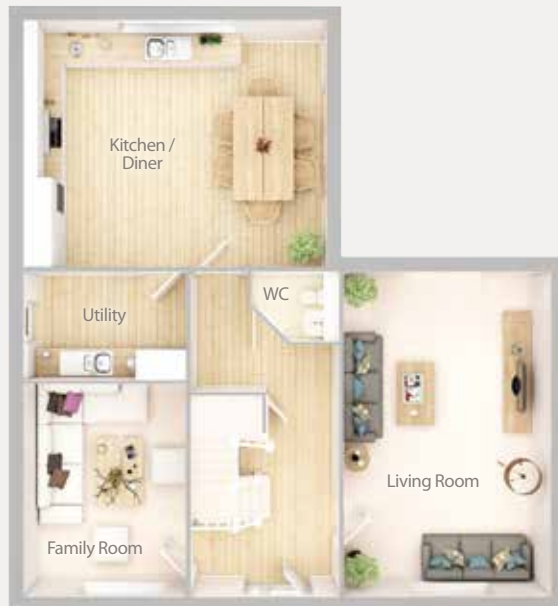 Kitchen /
Diner
WC
Utility
Living Room
Family Room